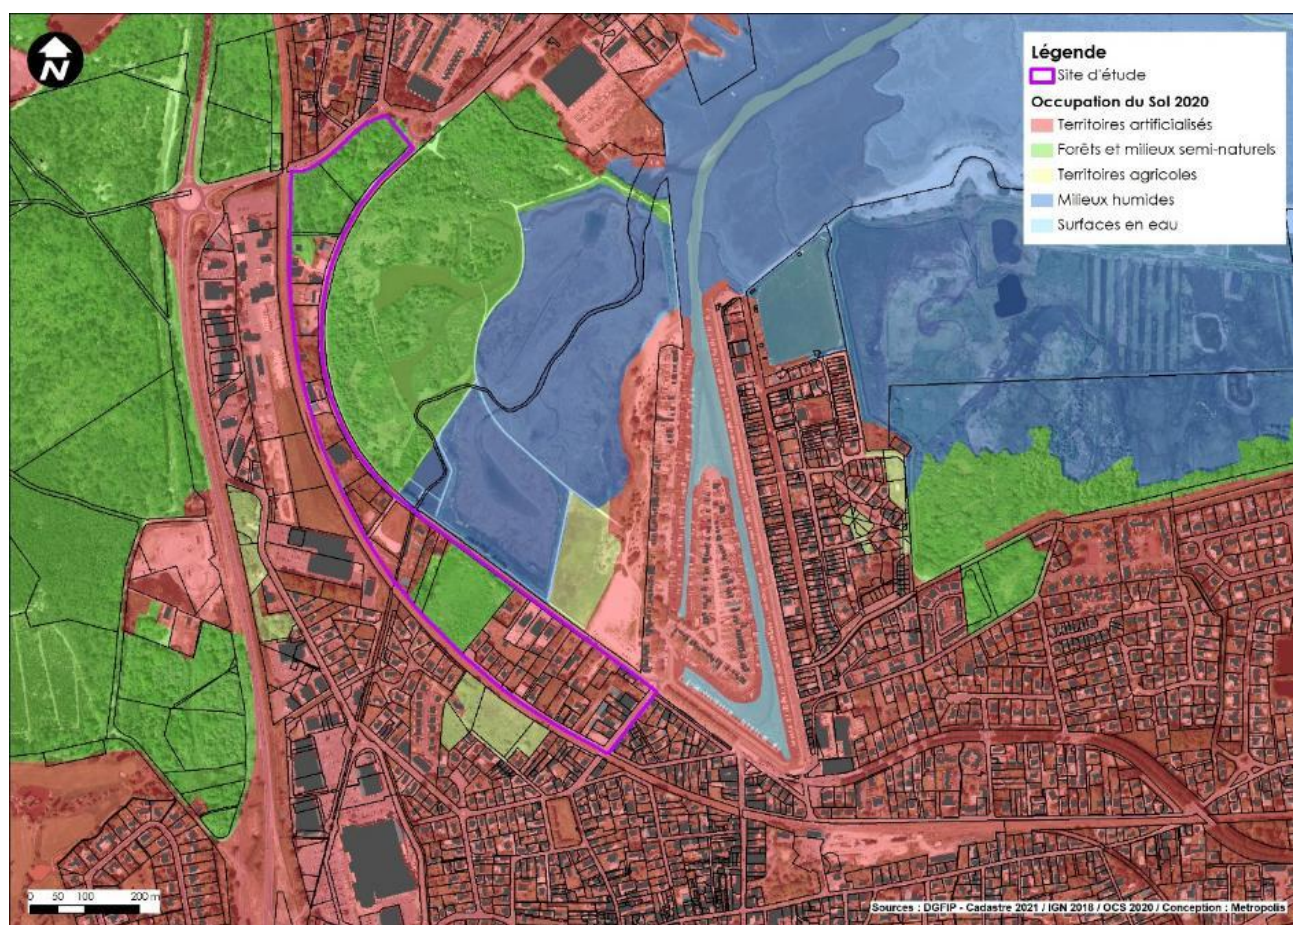 N
Légende
Site d'étude
Occupation du Sol 2020
Territoires artificialisés
Forêts et milieux semi-naturels
Territoires agricoles
Milieux humides
Surfaces en eau
0 50 100 200 m
Sources : DGFIP - Cadastre 2021 / IGN 2018 / OCS 2020 / Conception : Metropolis